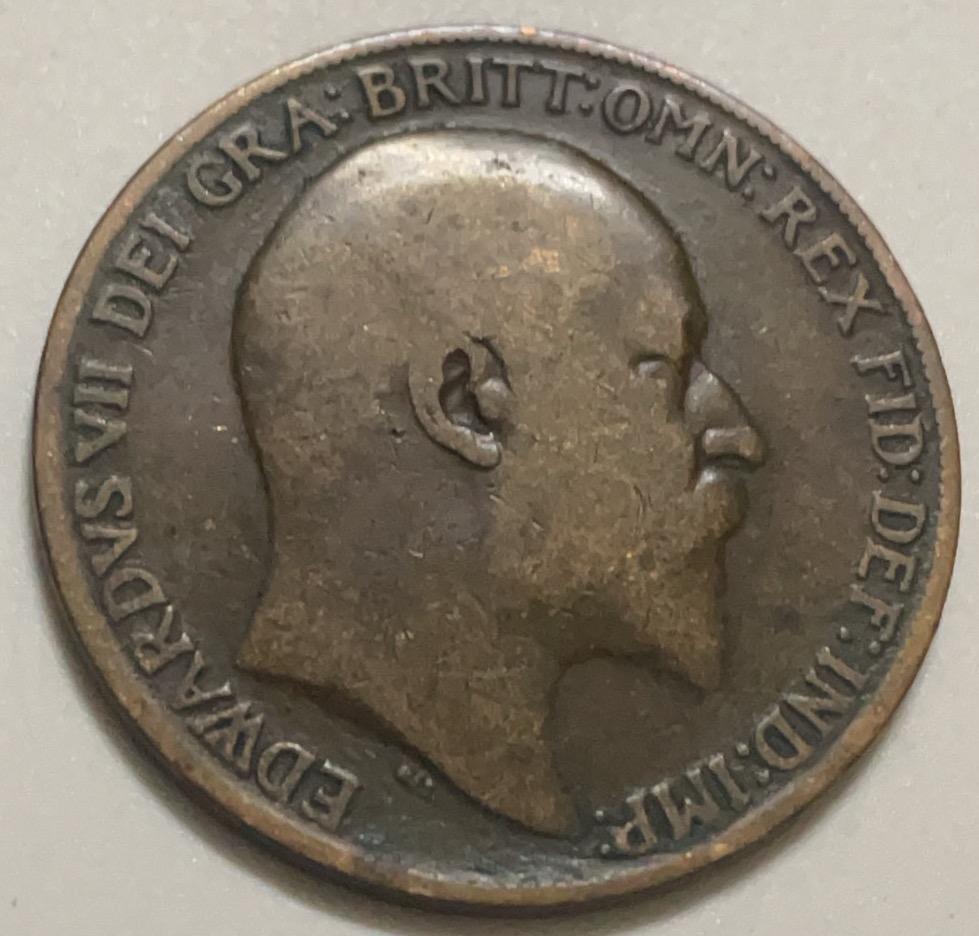 EDWARDVS VII DEI GRA: BRITT: OMN: REX FID: DEF: IND: IMP: